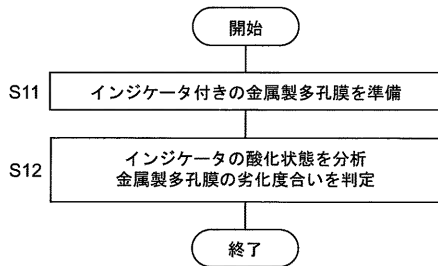 開始
S11 インジケータ付きの金属製多孔膜を準備
S12 インジケータの酸化状態を分析
金属製多孔膜の劣化度合いを判定
終了